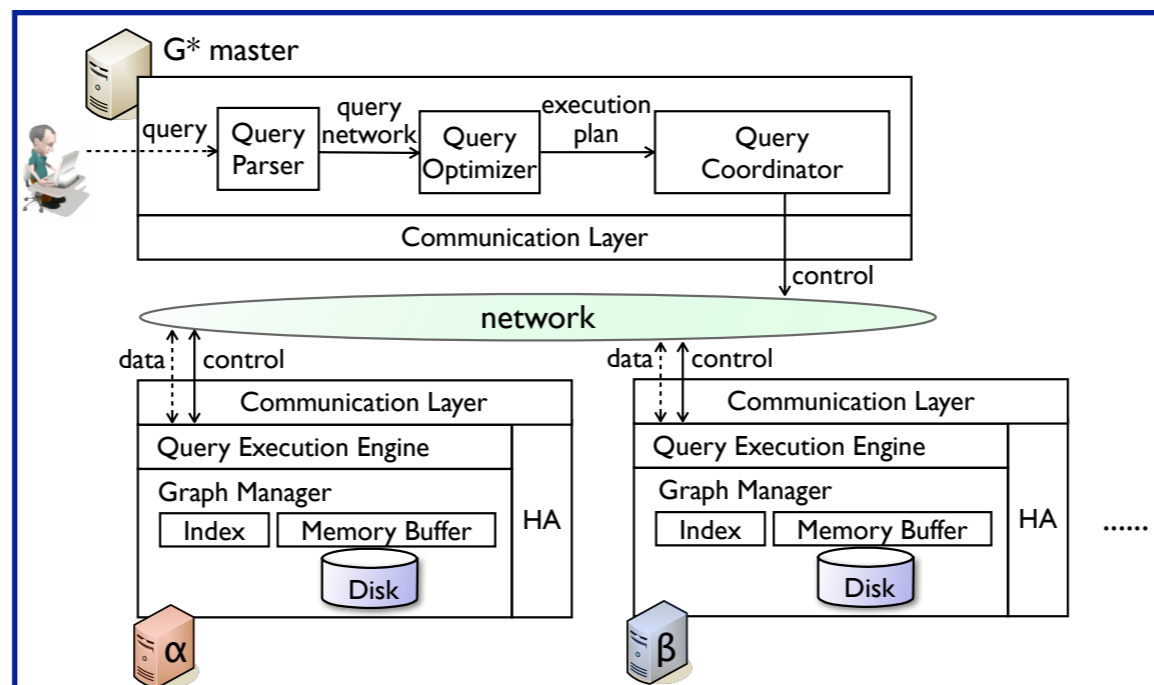 G* master
query
Query
Parser
query
network
Query
Optimizer
execution
plan
Query
Coordinator
Communication Layer
control
network
data
control
data
control
Communication Layer
Query Execution Engine
Graph Manager
Index
Memory Buffer
Disk
HA
α
Communication Layer
Query Execution Engine
Graph Manager
Index
Memory Buffer
Disk
HA
β
......